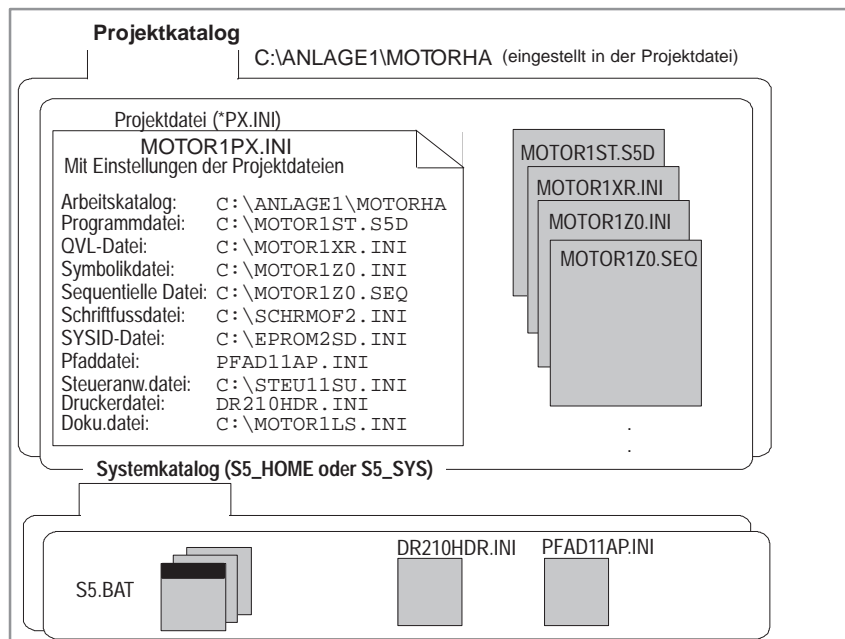 Projektkatalog
C:\ANLAGE1\MOTORHA (eingestellt in der Projektdatei)
Projektdatei (*PX.INI)
MOTOR1PX.INI
Mit Einstellungen der Projektdateien
Arbeitskatalog: C:\ANLAGE1\MOTORHA
Programmdatei: C:\MOTOR1ST.S5D
QVL-Datei: C:\MOTOR1XR.INI
Symbolikdatei: C:\MOTOR1Z0.INI
Sequentielle Datei: C:\MOTOR1Z0.SEQ
Schriftfussdatei: C:\SCHRMOF2.INI
SYSID-Datei: C:\EPROM2SD.INI
Pfaddatei: PFAD11AP.INI
Steueranw.datei: C:\STEU11SU.INI
Druckerdatei: DR210HDR.INI
Doku.datei: C:\MOTOR1LS.INI
MOTOR1ST.S5D
MOTOR1XR.INI
MOTOR1Z0.INI
MOTOR1Z0.SEQ
.
.
Systemkatalog (S5_HOME oder S5_SYS)
S5.BAT
DR210HDR.INI
PFAD11AP.INI